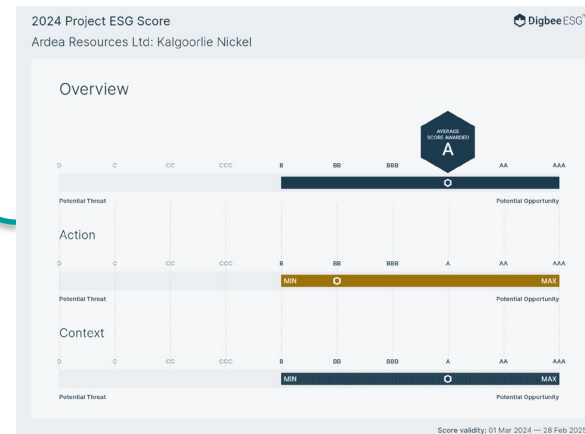 2024 Project ESG Score
DigbeeESG™
Ardea Resources Ltd: Kalgoorlie Nickel
Overview
AVERAGE
SCORE AWARDED
A
D C CC CCC B BB BBB AA AAA
Potential Threat Potential Opportunity
Action
D C CC CCC B BB BBB A AA AAA
MIN MAX
Potential Threat Potential Opportunity
Context
D C CC CCC B BB BBB A AA AAA
MIN MAX
Potential Threat Potential Opportunity
Score validity: 01 Mar 2024 — 28 Feb 2025